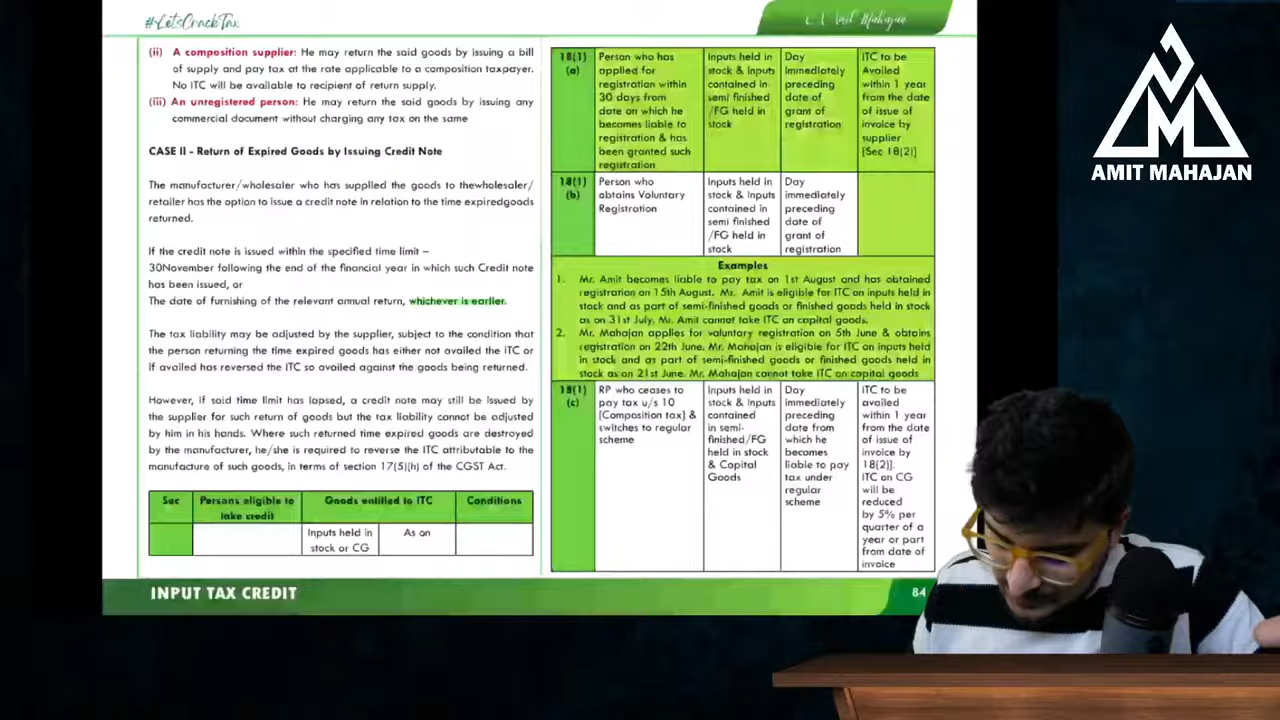 #LetsCrackTax
Amit Mahajan
(ii) A composition supplier: He may return the said goods by issuing a bill
of supply and pay tax at the rate applicable to a composition taxpayer.
No ITC will be available to recipient of return supply.
(iii) An unregistered person: He may return the said goods by issuing any
commercial document without charging any tax on the same
CASE II - Return of Expired Goods by Issuing Credit Note
The manufacturer/wholesaler who has supplied the goods to thewholesaler/
retailer has the option to issue a credit note in relation to the time expiredgoods
returned.
If the credit note is issued within the specified time limit –
30November following the end of the financial year in which such Credit note
has been issued, or
The date of furnishing of the relevant annual return, whichever is earlier.
The tax liability may be adjusted by the supplier, subject to the condition that
the person returning the time expired goods has either not availed the ITC or
if availed has reversed the ITC so availed against the goods being returned.
However, if said time limit has lapsed, a credit note may still be issued by
the supplier for such return of goods but the tax liability cannot be adjusted
by him in his hands. Where such returned time expired goods are destroyed
by the manufacturer, he/she is required to reverse the ITC attributable to the
manufacture of such goods, in terms of section 17(5)(h) of the CGST Act.
Sec
Persons eligible to
take credit
Goods entitled to ITC
Conditions
Inputs held in
stock or CG
As on
18(1)
(a)
Person who has
applied for
registration within
30 days from
date on which he
becomes liable to
registration & has
been granted such
registration
Inputs held in
stock & Inputs
contained in
semi finished
/FG held in
stock
Day
immediately
preceding
date of
grant of
registration
ITC to be
Availed
within 1 year
from the date
of issue of
invoice by
supplier
[Sec 18(2)]
18(1)
(b)
Person who
obtains Voluntary
Registration
Inputs held in
stock & Inputs
contained in
semi finished
/FG held in
stock
Day
immediately
preceding
date of
grant of
registration
Examples
1. Mr. Amit becomes liable to pay tax on 1st August and has obtained
registration on 15th August. Mr. Amit is eligible for ITC on inputs held in
stock and as part of semi-finished goods or finished goods held in stock
as on 31st July. Mr. Amit cannot take ITC on capital goods.
2. Mr. Mahajan applies for voluntary registration on 5th June & obtains
registration on 22th June. Mr. Mahajan is eligible for ITC on inputs held
in stock and as part of semi-finished goods or finished goods held in
stock as on 21st June. Mr. Mahajan cannot take ITC on capital goods
18(1)
(c)
RP who ceases to
pay tax u/s 10
[Composition tax) &
switches to regular
scheme
Inputs held in
stock & Inputs
contained
in semi-
finished/FG
held in stock
& Capital
Goods
Day
immediately
preceding
date from
which he
becomes
liable to pay
tax under
regular
scheme
ITC to be
availed
within 1 year
from the date
of issue of
invoice by
18(2)].
ITC on CG
will be
reduced
by 5% per
quarter of a
year or part
from date of
invoice
INPUT TAX CREDIT
84
AMIT MAHAJAN